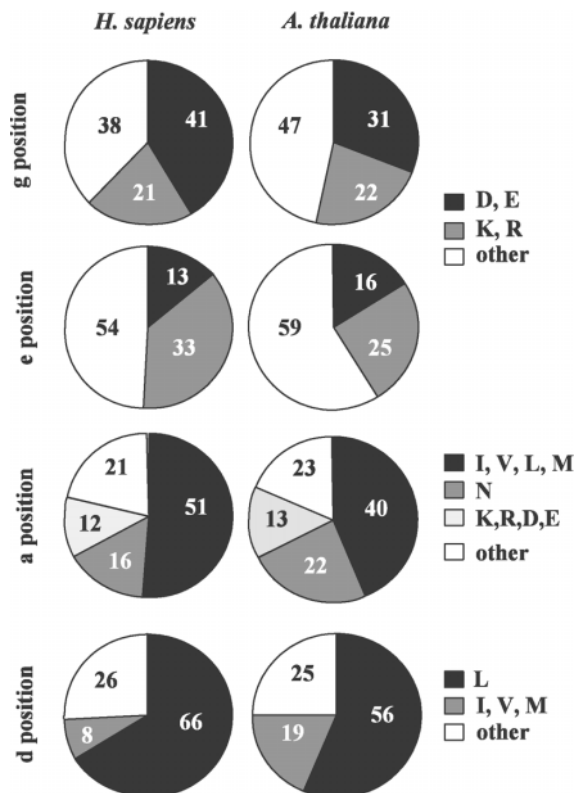 H. sapiens A. thaliana
g position
38 41 21
47 31 22
D, E
K, R
other
e position
54 13 33
59 16 25
a position
21 51 12 16
23 40 13 22
I, V, L, M
N
K,R,D,E
other
d position
26 66 8
25 56 19
L
I, V, M
other